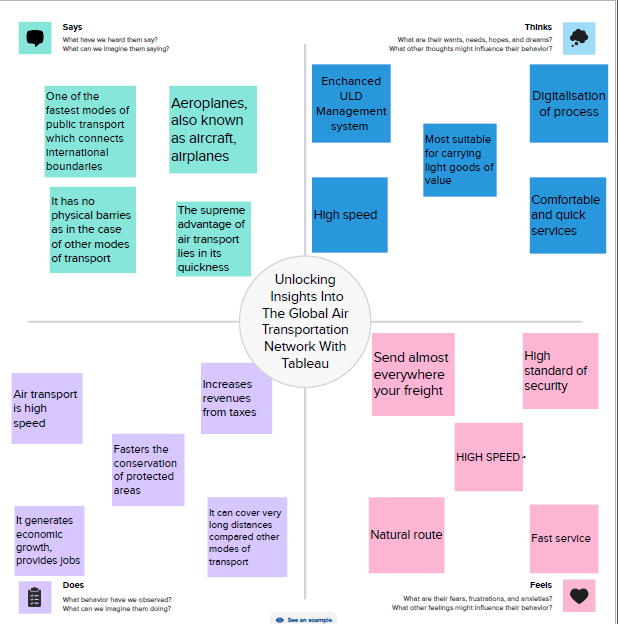 Says
What have we heard them say?
What can we imagine them saying?
One of the
fastest modes of
public transport
which connects
international
boundaries
Aeroplanes,
also known
as aircraft,
airplanes
It has no
physical barries
as in the case
of other modes
of transport
The supreme
advantage of
air transport
lies in its
quickness
Thinks
What are their wants, needs, hopes, and dreams?
What other thoughts might influence their behavior?
Enchanced
ULD
Management
system
Digitalisation
of process
Most suitable
for carrying
light goods of
value
High speed
Comfortable
and quick
services
Unlocking
Insights Into
The Global Air
Transportation
Network With
Tableau
Air transport
is high
speed
Increases
revenues
from taxes
Fasters the
conservation
of protected
areas
It generates
economic
growth,
provides jobs
It can cover very
long distances
compared other
modes of
transport
Does
What behavior have we observed?
What can we imagine them doing?
Send almost
everywhere
your freight
High
standard of
security
HIGH SPEED
Natural route
Fast service
Feels
What are their fears, frustrations, and anxieties?
What other feelings might influence their behavior?
See an example